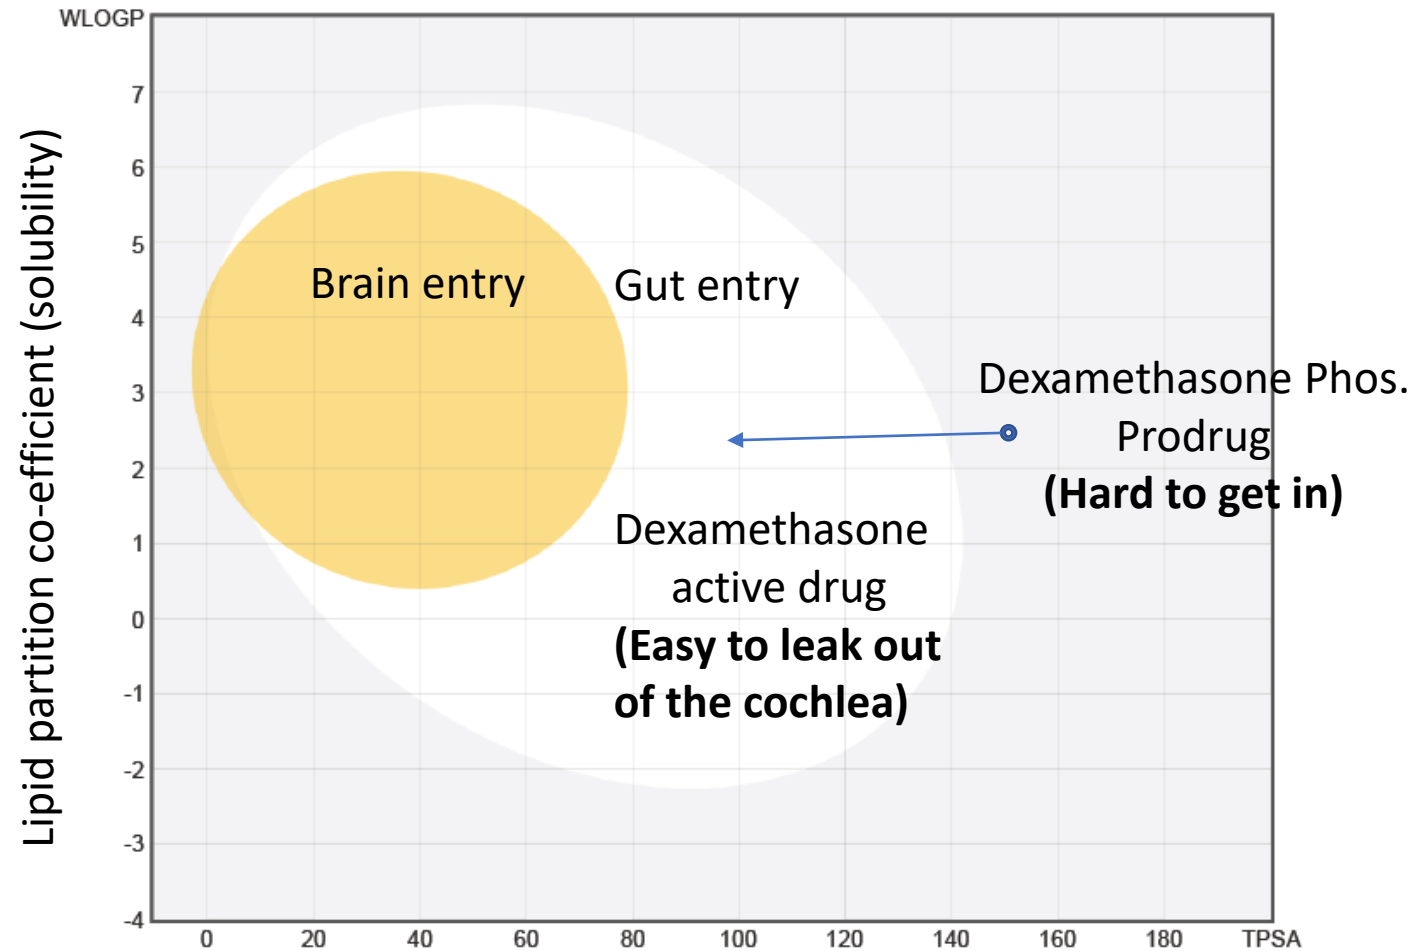 WLOGP
7
6
5
4
3
2
1
0
-1
-2
-3
-4
Lipid partition co-efficient (solubility)
Brain entry
Gut entry
Dexamethasone Phos.
Prodrug
(Hard to get in)
Dexamethasone
active drug
(Easy to leak out
of the cochlea)
0 20 40 60 80 100 120 140 160 180 TPSA